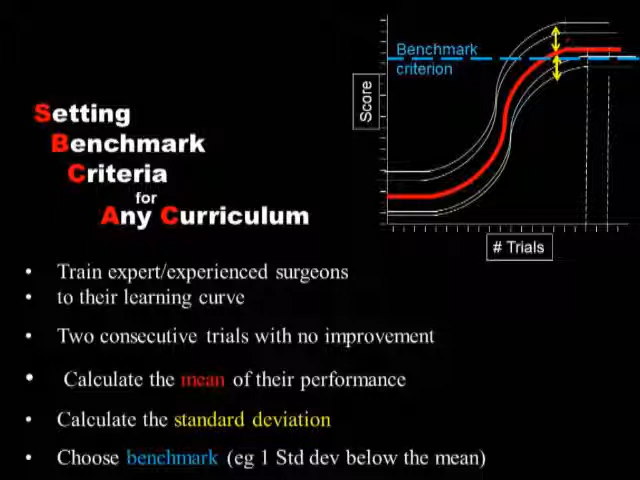 Setting
Benchmark
Criteria
for
Any Curriculum
Benchmark
criterion
Score
# Trials
• Train expert/experienced surgeons
• to their learning curve
• Two consecutive trials with no improvement
• Calculate the mean of their performance
• Calculate the standard deviation
• Choose benchmark (eg 1 Std dev below the mean)